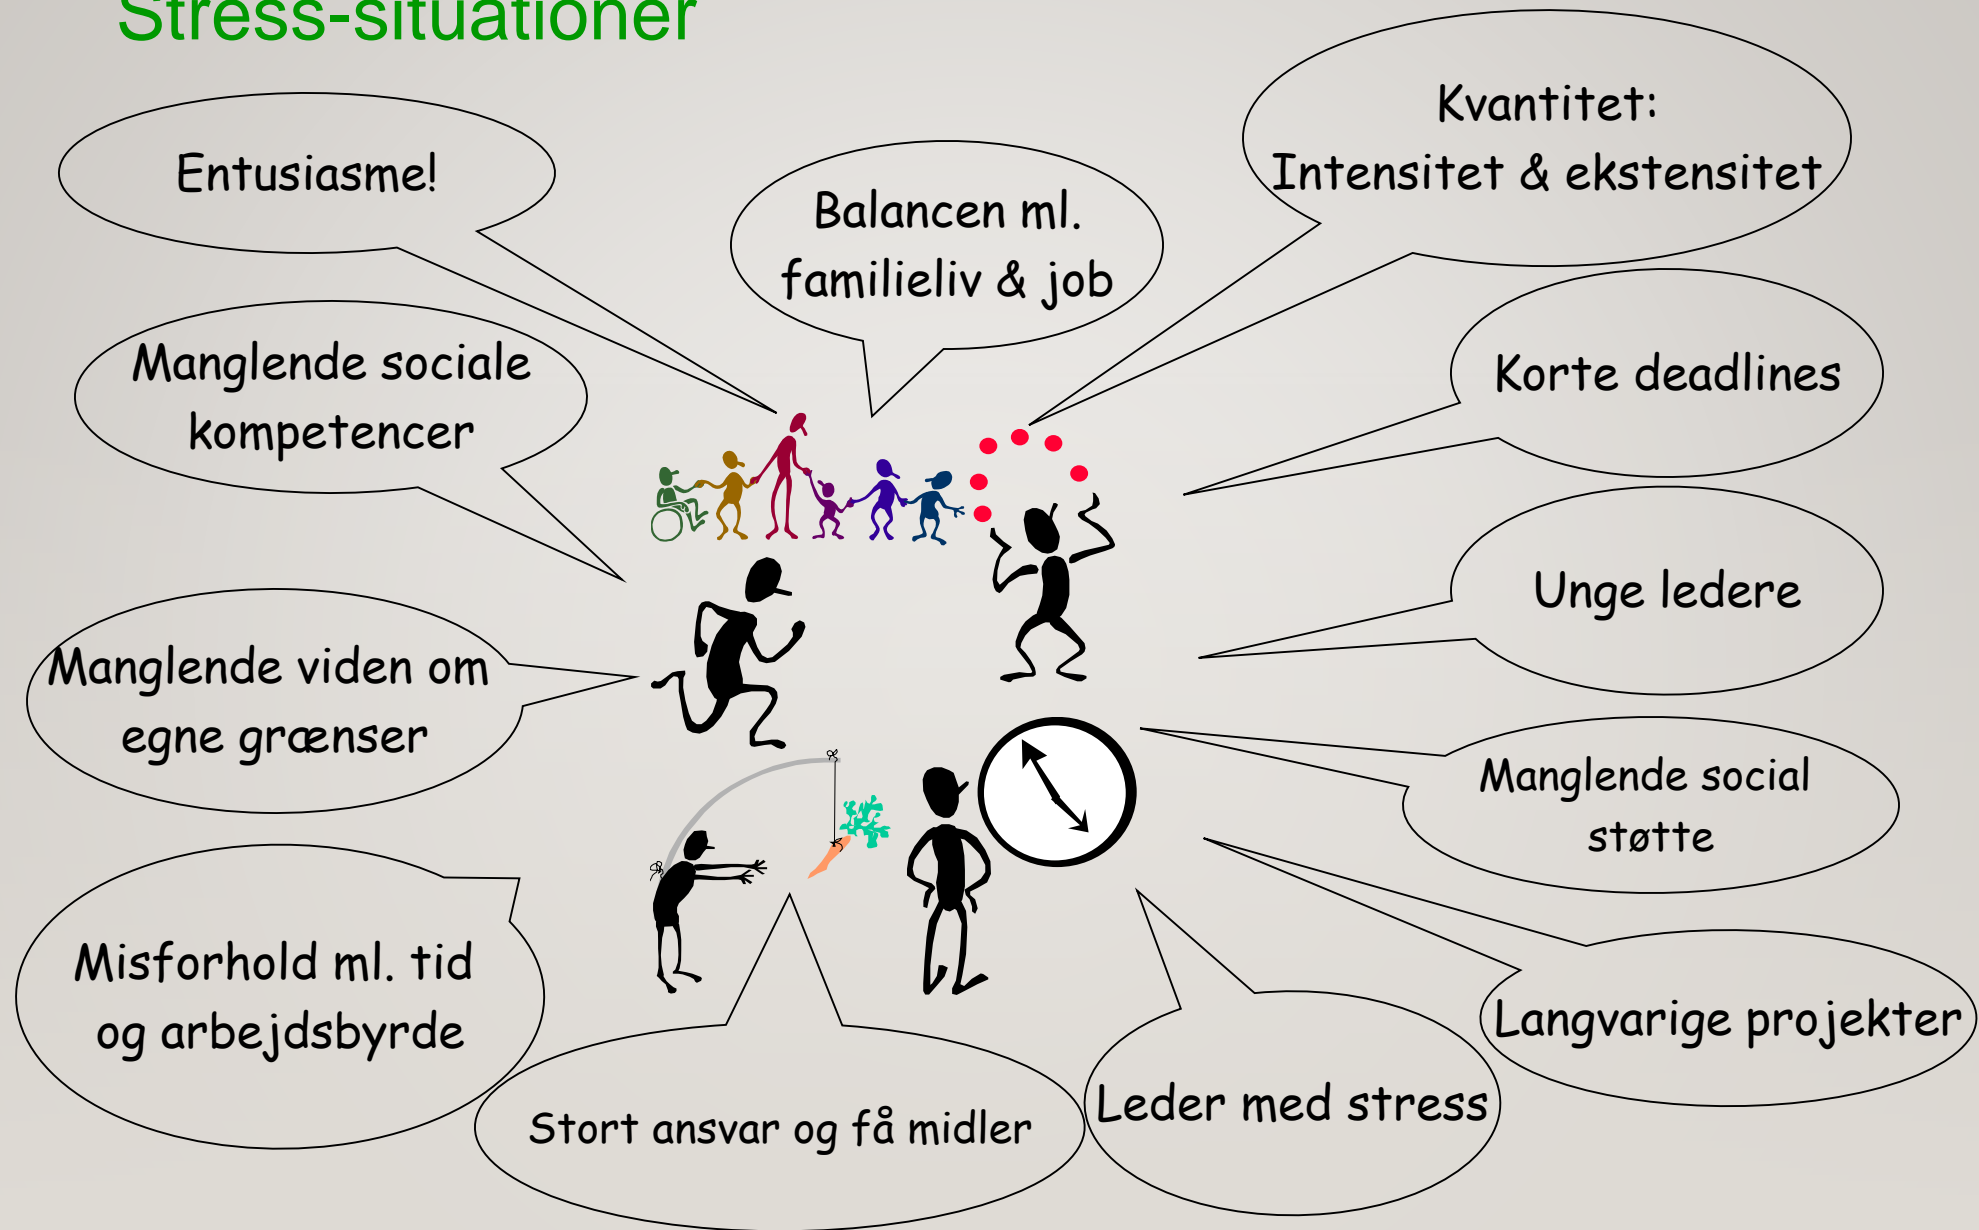 Stress-situationer
Entusiasme!
Balancen ml.
familieliv & job
Kvantitet:
Intensitet & ekstensitet
Manglende sociale
kompetencer
Korte deadlines
Manglende viden om
egne grænser
Unge ledere
Manglende social
støtte
Misforhold ml. tid
og arbejdsbyrde
Stort ansvar og få midler
Leder med stress
Langvarige projekter